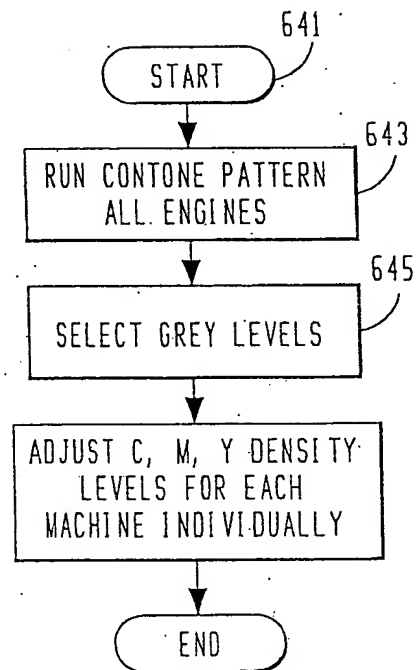 641
START
643
RUN CONTONE PATTERN
ALL ENGINES
645
SELECT GREY LEVELS
ADJUST C, M, Y DENSITY
LEVELS FOR EACH
MACHINE INDIVIDUALLY
END